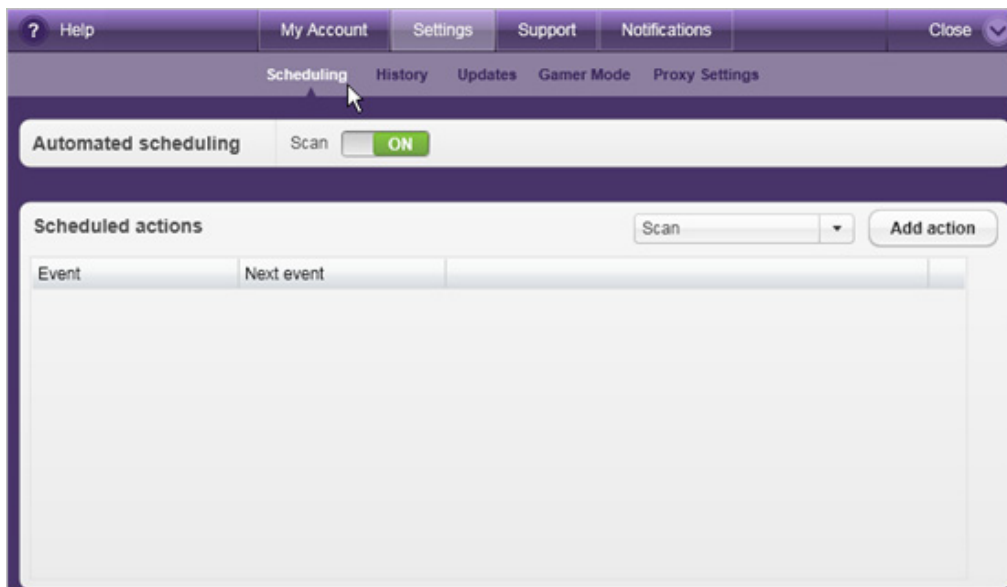 ? Help My Account Settings Support Notifications Close
Scheduling History Updates Gamer Mode Proxy Settings
Automated scheduling Scan ON
Scheduled actions Scan Add action
Event Next event